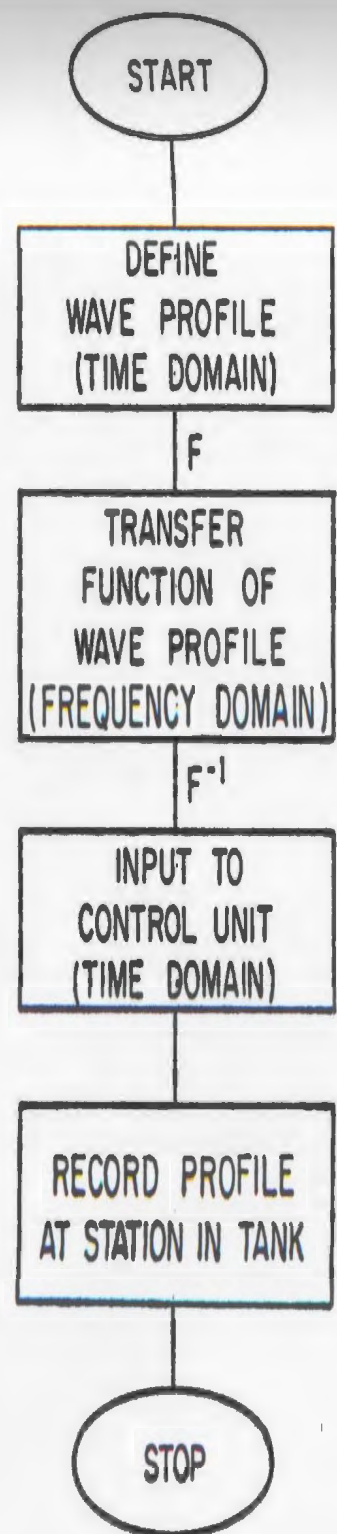 START
DEFINE
WAVE PROFILE
(TIME DOMAIN)
F
TRANSFER
FUNCTION OF
WAVE PROFILE
(FREQUENCY DOMAIN)
F⁻¹
INPUT TO
CONTROL UNIT
(TIME DOMAIN)
RECORD PROFILE
AT STATION IN TANK
STOP